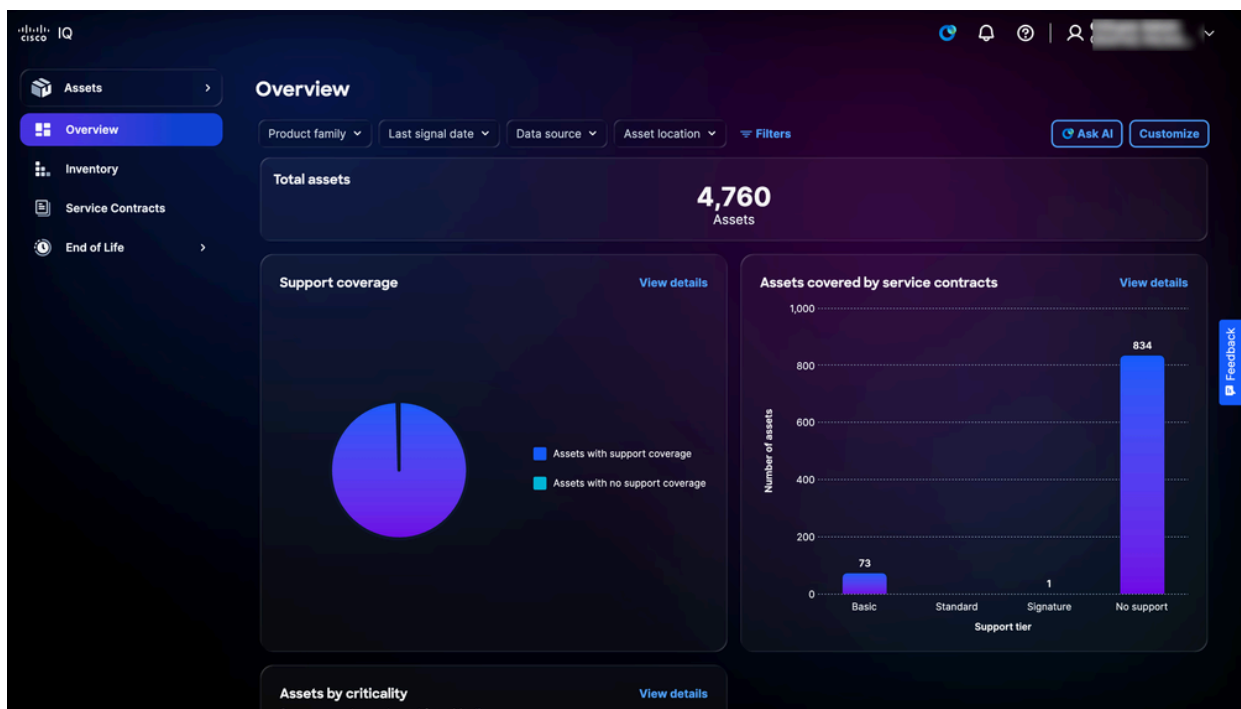 cisco IQ
Assets
Overview
Inventory
Service Contracts
End of Life
Overview
Product family
Last signal date
Data source
Asset location
Filters
Ask AI
Customize
Total assets
4,760
Assets
Support coverage
View details
Assets with support coverage
Assets with no support coverage
Assets covered by service contracts
View details
Number of assets
1,000
800
600
400
200
0
73
1
834
Basic
Standard
Signature
No support
Support tier
Assets by criticality
View details
Feedback